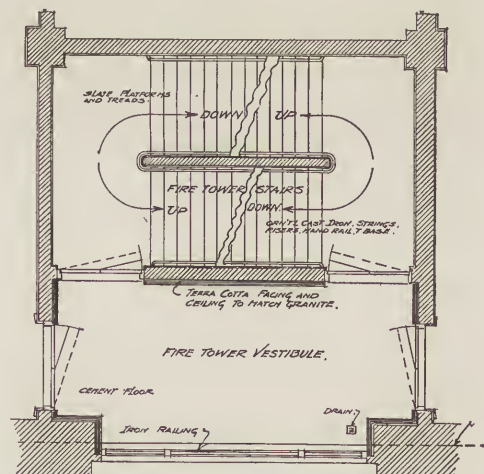 SLATE PLATFORMS
AND TREADS.
DOWN
UP
FIRE TOWER STAIRS
UP
DOWN
ORN'T'L CAST IRON, STRINGS,
RISERS, HAND RAIL, T BASE.
TERRA COTTA FACING AND
CEILING TO MATCH GRANITE.
FIRE TOWER VESTIBULE.
CEMENT FLOOR
DRAIN
IRON RAILING